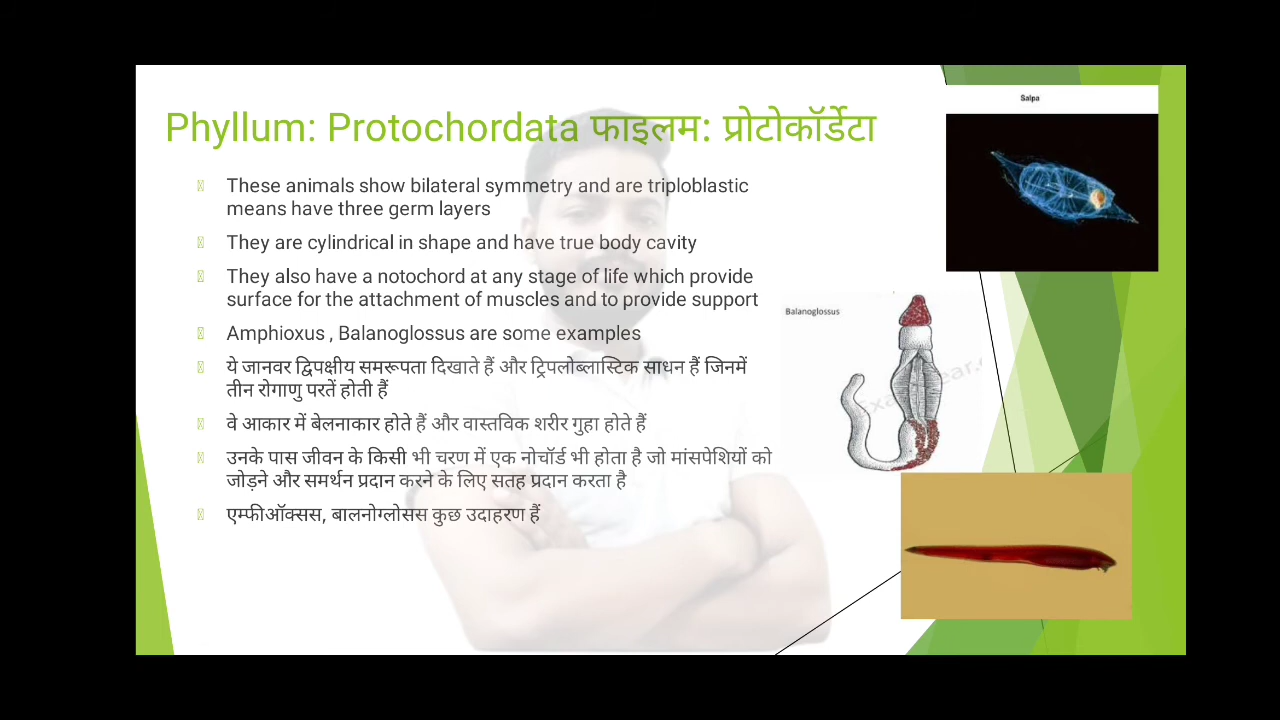 Phyllum: Protochordata फाइलम: प्रोटोकॉर्डेटा
These animals show bilateral symmetry and are triploblastic
means have three germ layers
They are cylindrical in shape and have true body cavity
They also have a notochord at any stage of life which provide
surface for the attachment of muscles and to provide support
Amphioxus , Balanoglossus are some examples
ये जानवर द्विपक्षीय समरूपता दिखाते हैं और ट्रिपलोब्लास्टिक साधन हैं जिनमें
तीन रोगाणु परतें होती हैं
वे आकार में बेलनाकार होते हैं और वास्तविक शरीर गुहा होते हैं
उनके पास जीवन के किसी भी चरण में एक नोचॉर्ड भी होता है जो मांसपेशियों को
जोड़ने और समर्थन प्रदान करने के लिए सतह प्रदान करता है
एम्फीऑक्सस, बालनोग्लोसस कुछ उदाहरण हैं
Salpa
Balanoglossus